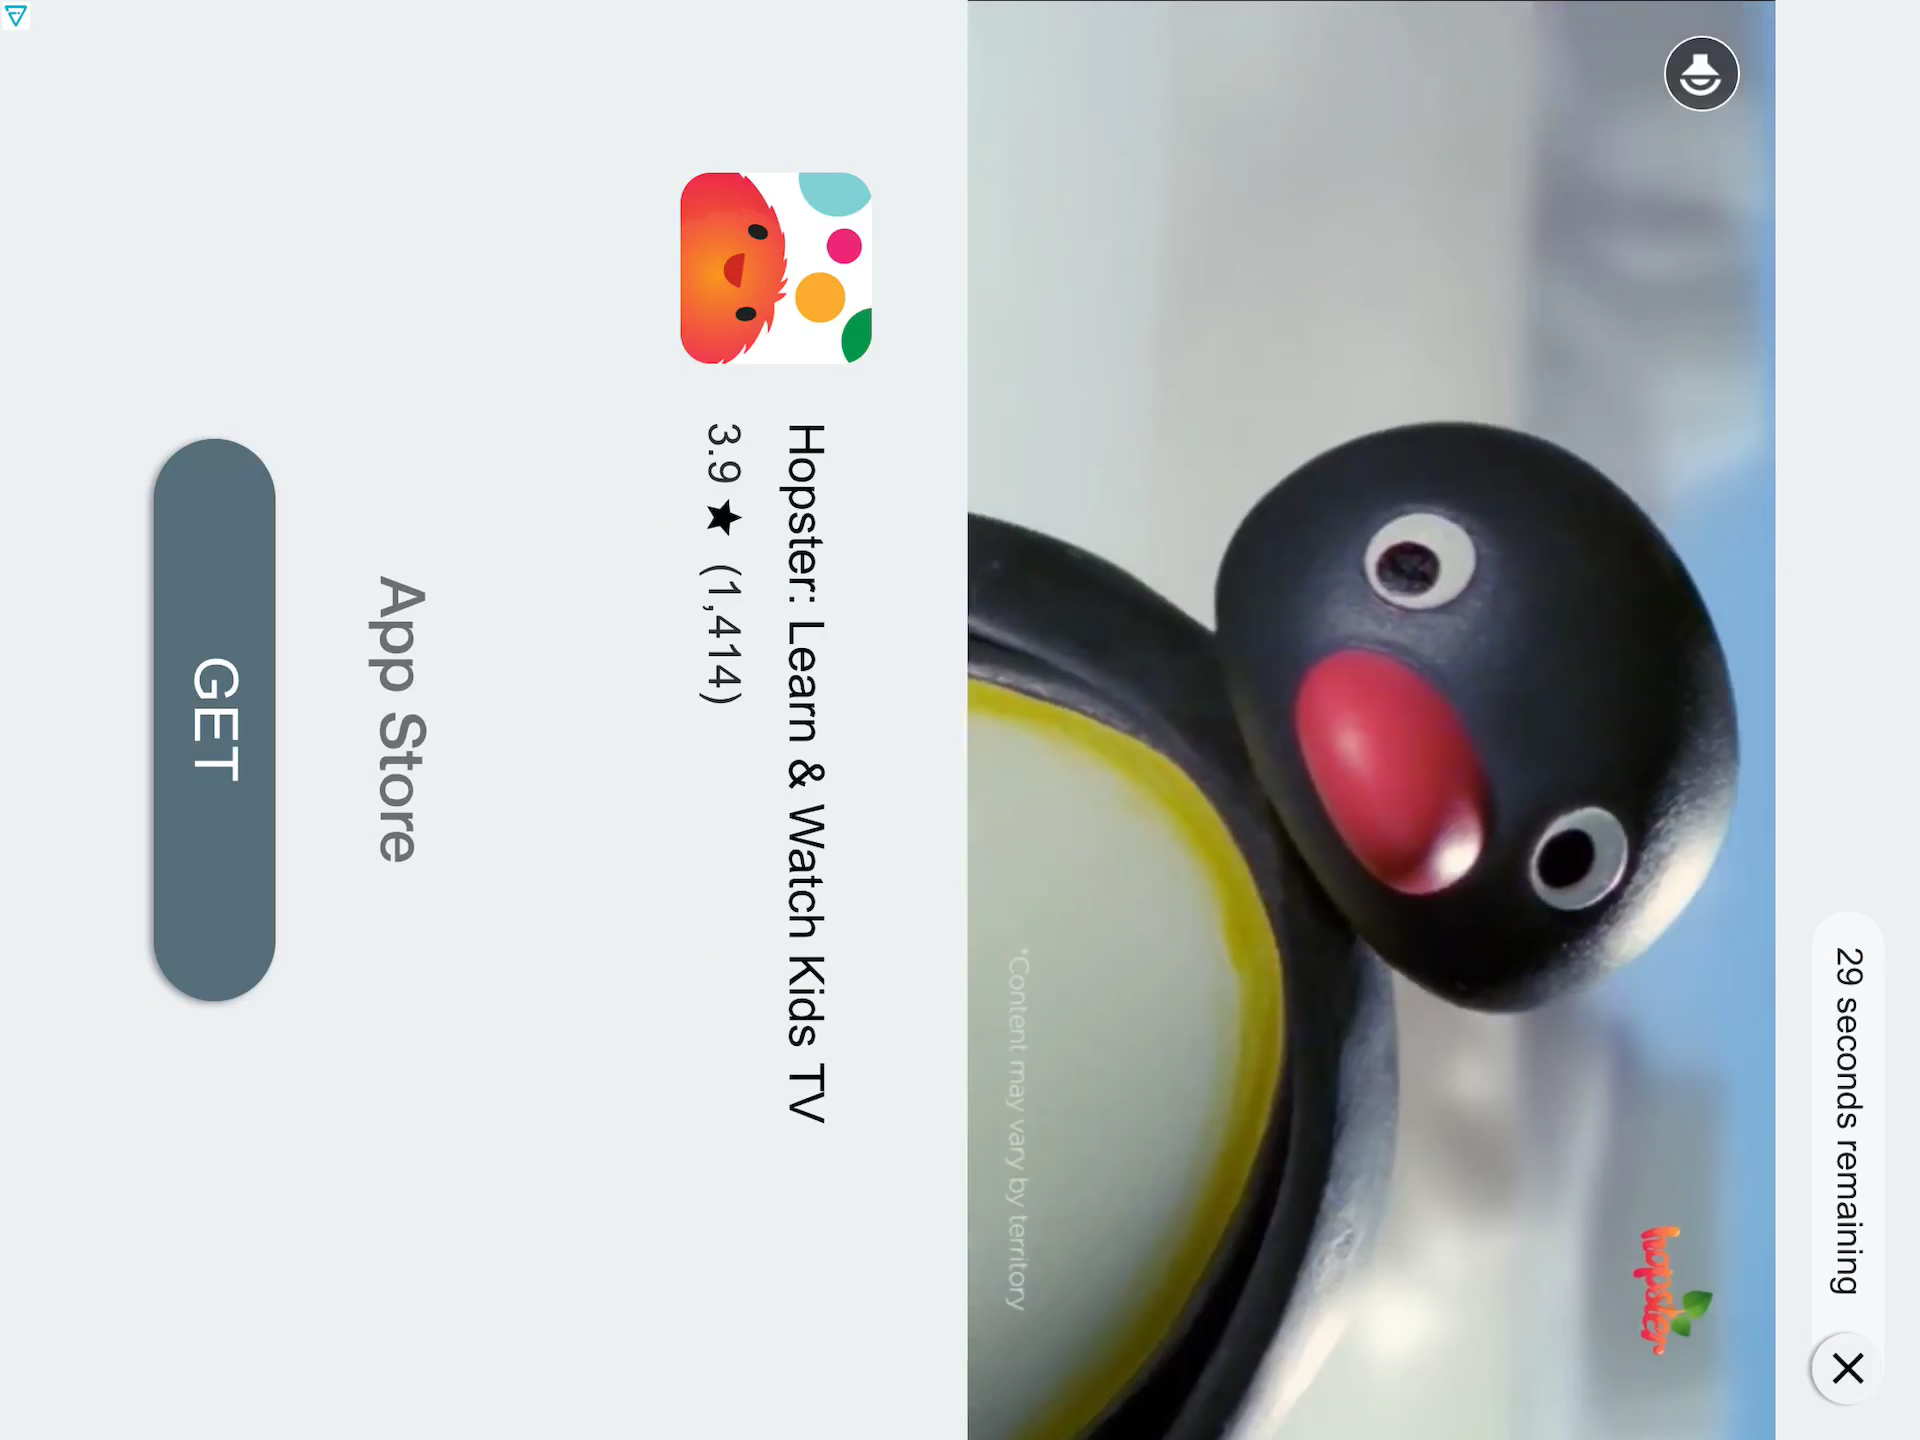 29 seconds remaining
hopster
*Content may vary by territory
Hopster: Learn & Watch Kids TV
3.9 ★ (1,414)
App Store
GET